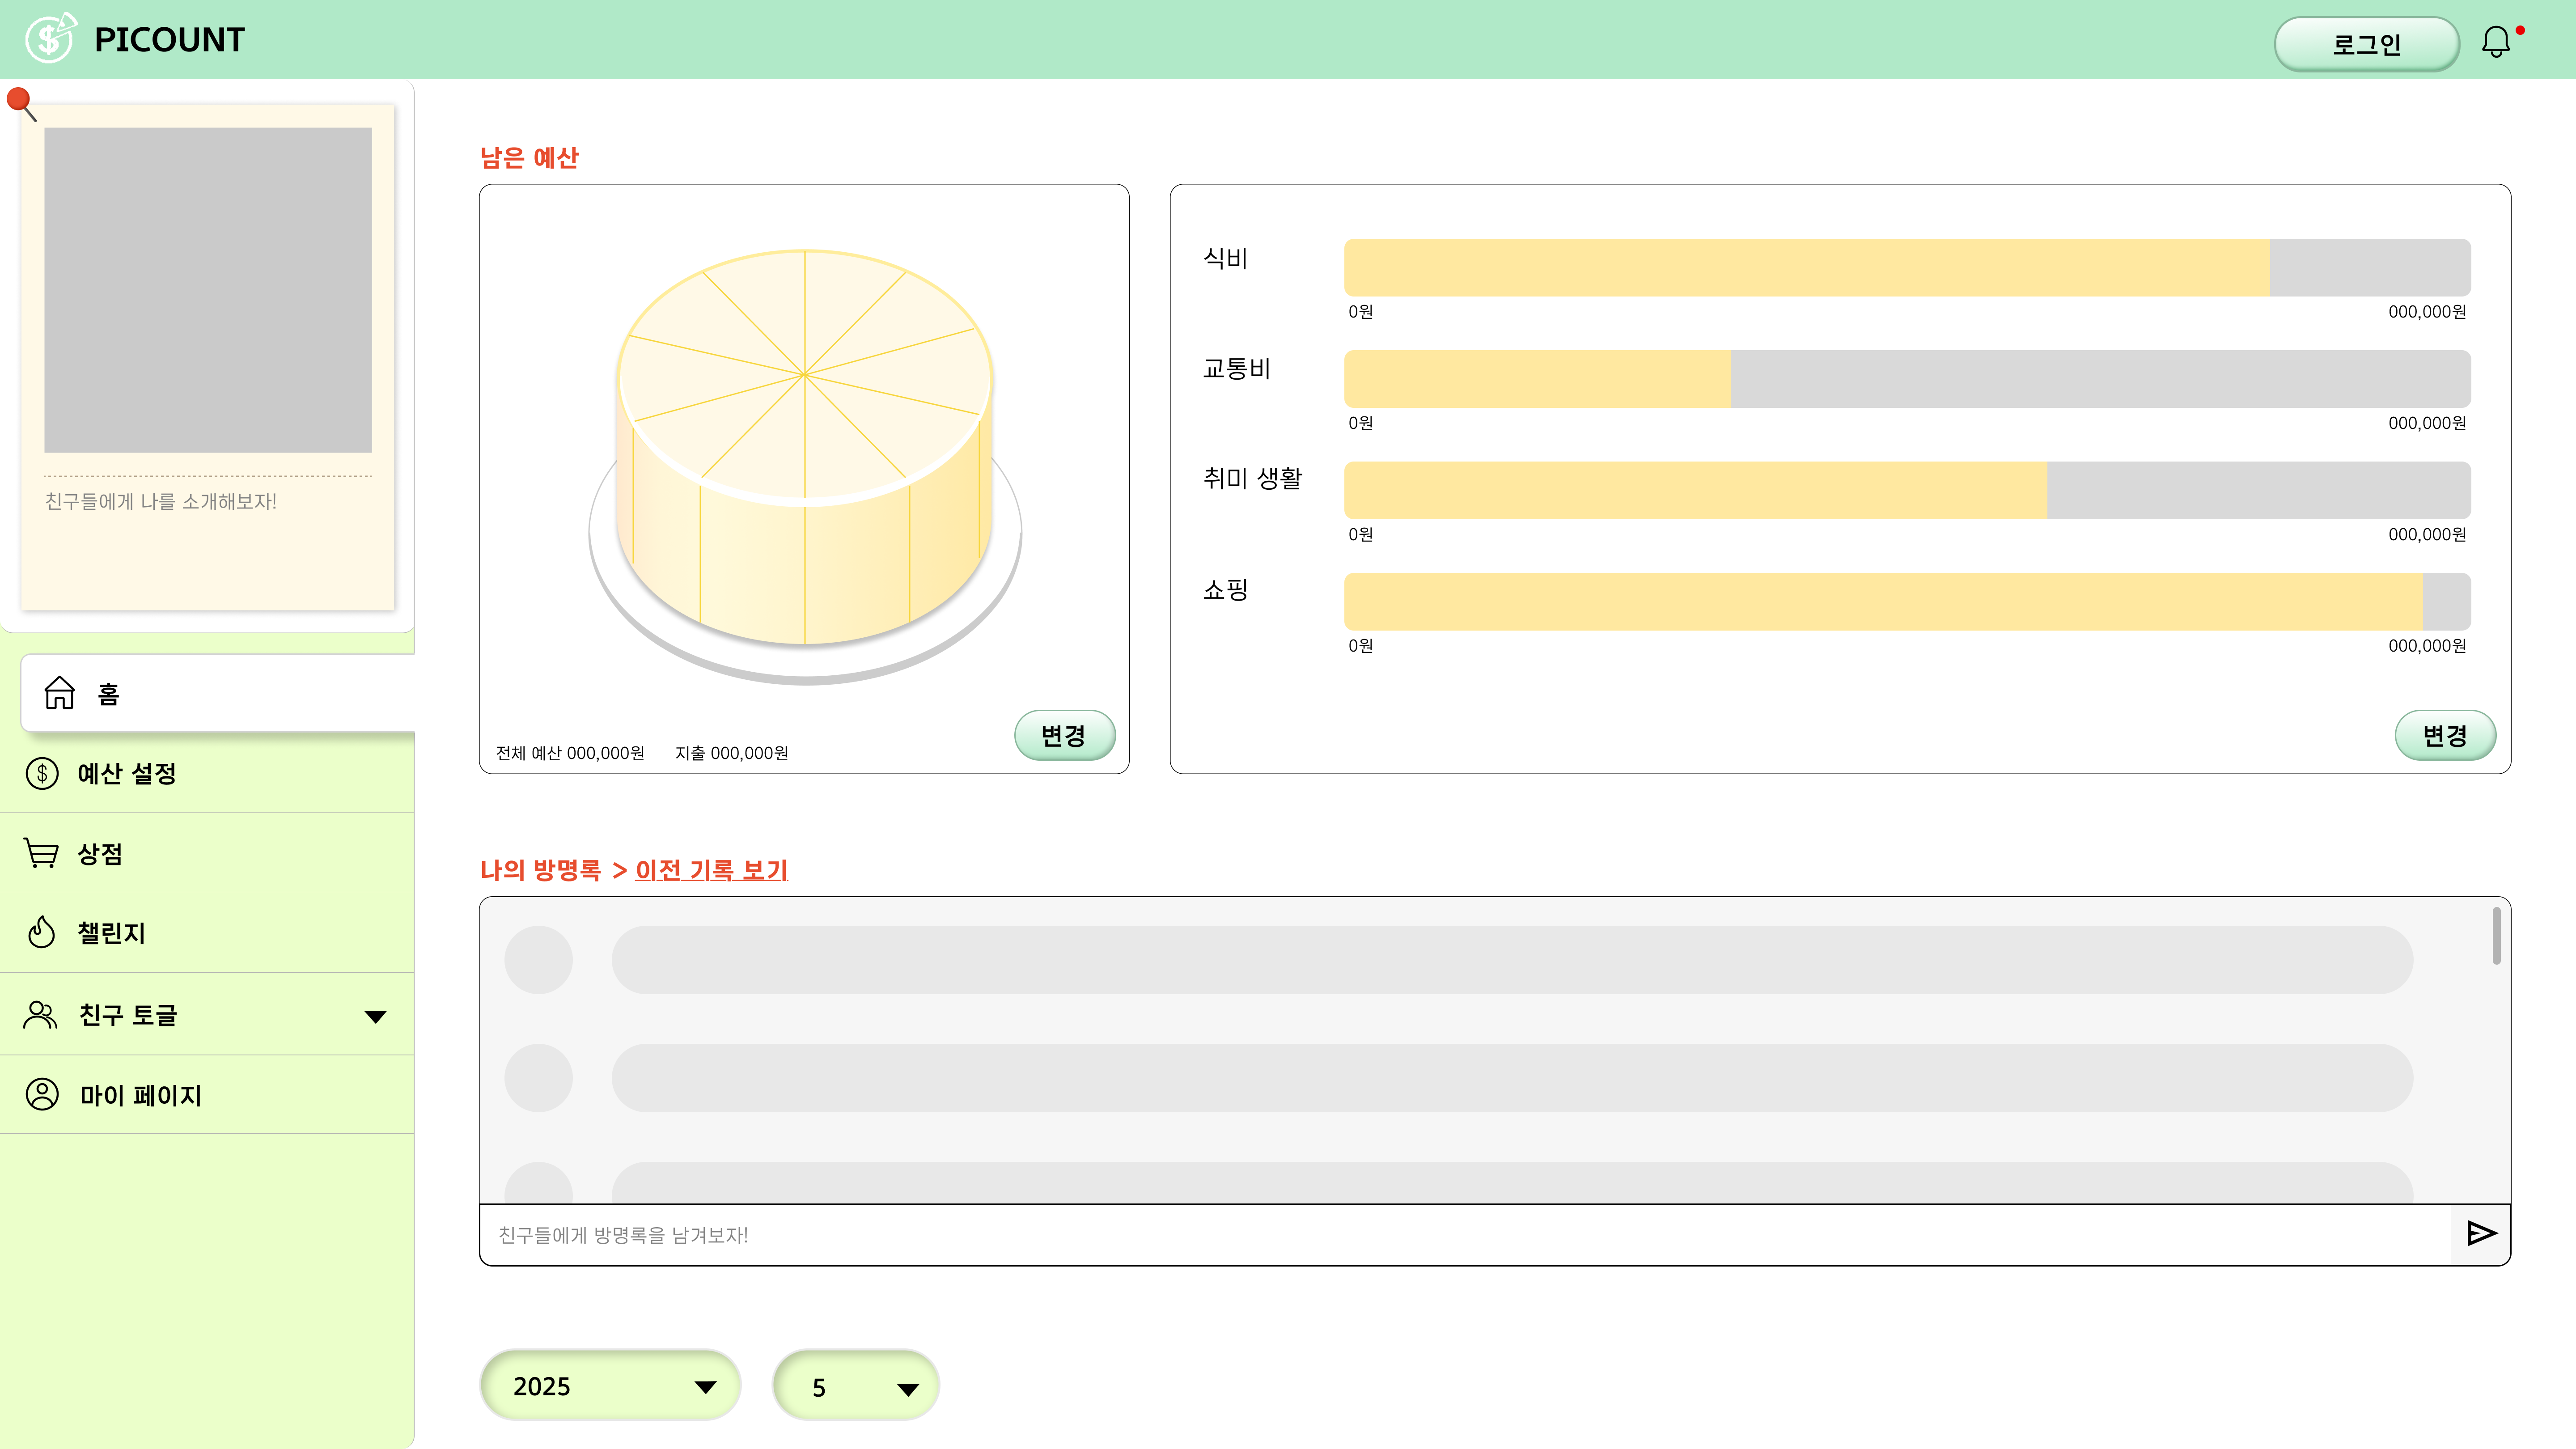 PICOUNT
로그인
친구들에게 나를 소개해보자!
홈
예산 설정
상점
챌린지
친구 토글
마이 페이지
남은 예산
전체 예산 000,000원 지출 000,000원
변경
식비
0원 000,000원
교통비
0원 000,000원
취미 생활
0원 000,000원
쇼핑
0원 000,000원
변경
나의 방명록 > 이전 기록 보기
친구들에게 방명록을 남겨보자!
2025
5